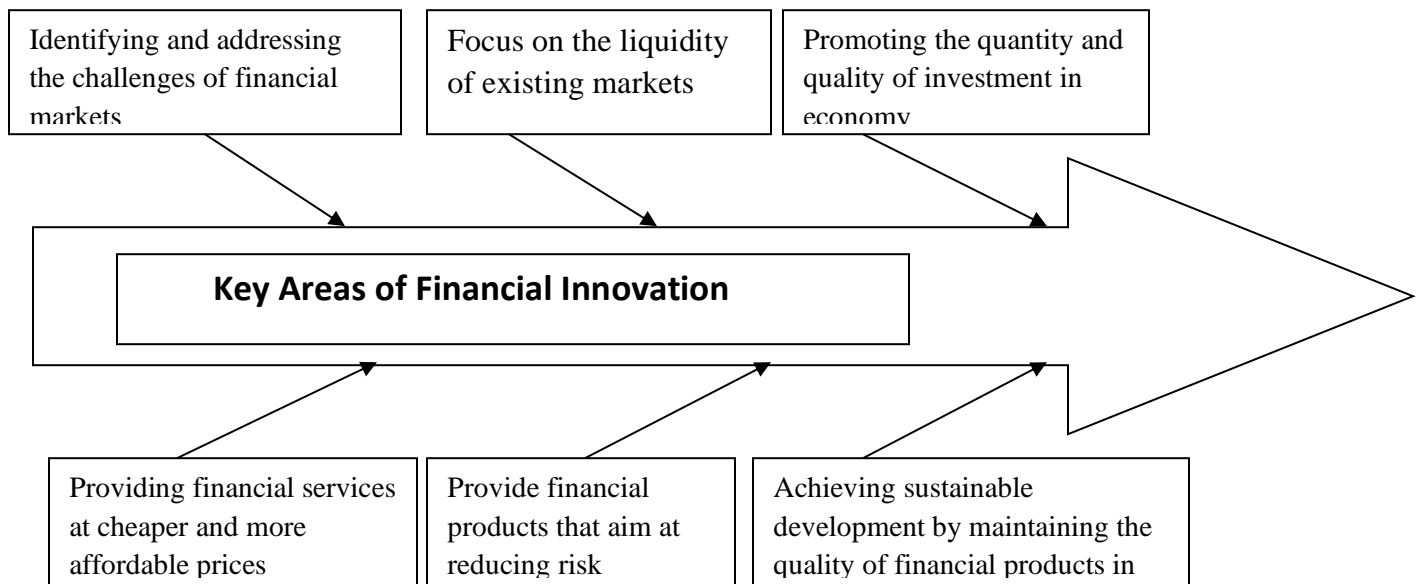 Identifying and addressing
the challenges of financial
markets
Focus on the liquidity
of existing markets
Promoting the quantity and
quality of investment in
economy
Key Areas of Financial Innovation
Providing financial services
at cheaper and more
affordable prices
Provide financial
products that aim at
reducing risk
Achieving sustainable
development by maintaining the
quality of financial products in